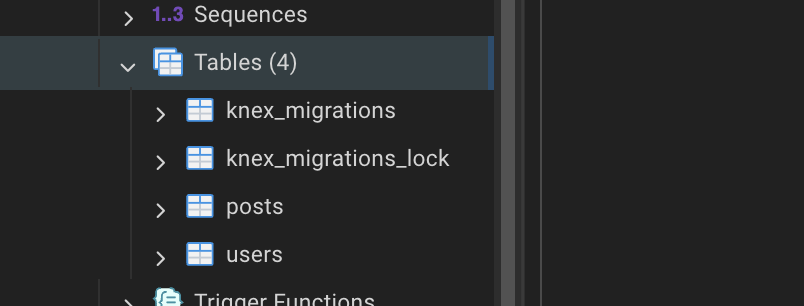 1..3 Sequences
Tables (4)
knex_migrations
knex_migrations_lock
posts
users
Trigger Functions